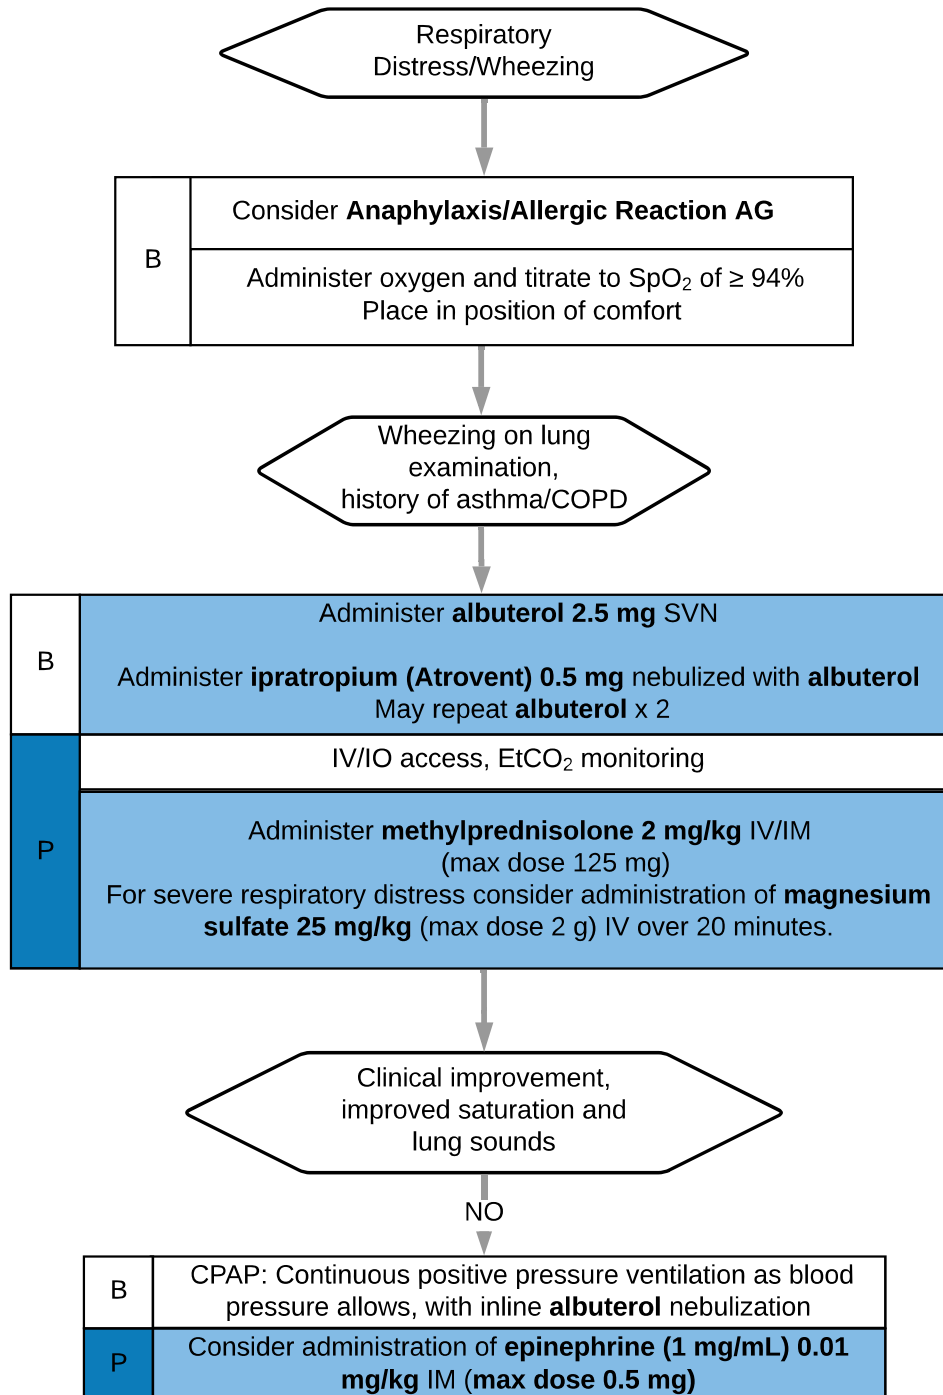 Respiratory
Distress/Wheezing
B
Consider Anaphylaxis/Allergic Reaction AG
Administer oxygen and titrate to SpO₂ of ≥ 94%
Place in position of comfort
Wheezing on lung
examination,
history of asthma/COPD
B
Administer albuterol 2.5 mg SVN
Administer ipratropium (Atrovent) 0.5 mg nebulized with albuterol
May repeat albuterol x 2
P
IV/IO access, EtCO₂ monitoring
Administer methylprednisolone 2 mg/kg IV/IM
(max dose 125 mg)
For severe respiratory distress consider administration of magnesium
sulfate 25 mg/kg (max dose 2 g) IV over 20 minutes.
Clinical improvement,
improved saturation and
lung sounds
NO
B
CPAP: Continuous positive pressure ventilation as blood
pressure allows, with inline albuterol nebulization
P
Consider administration of epinephrine (1 mg/mL) 0.01
mg/kg IM (max dose 0.5 mg)